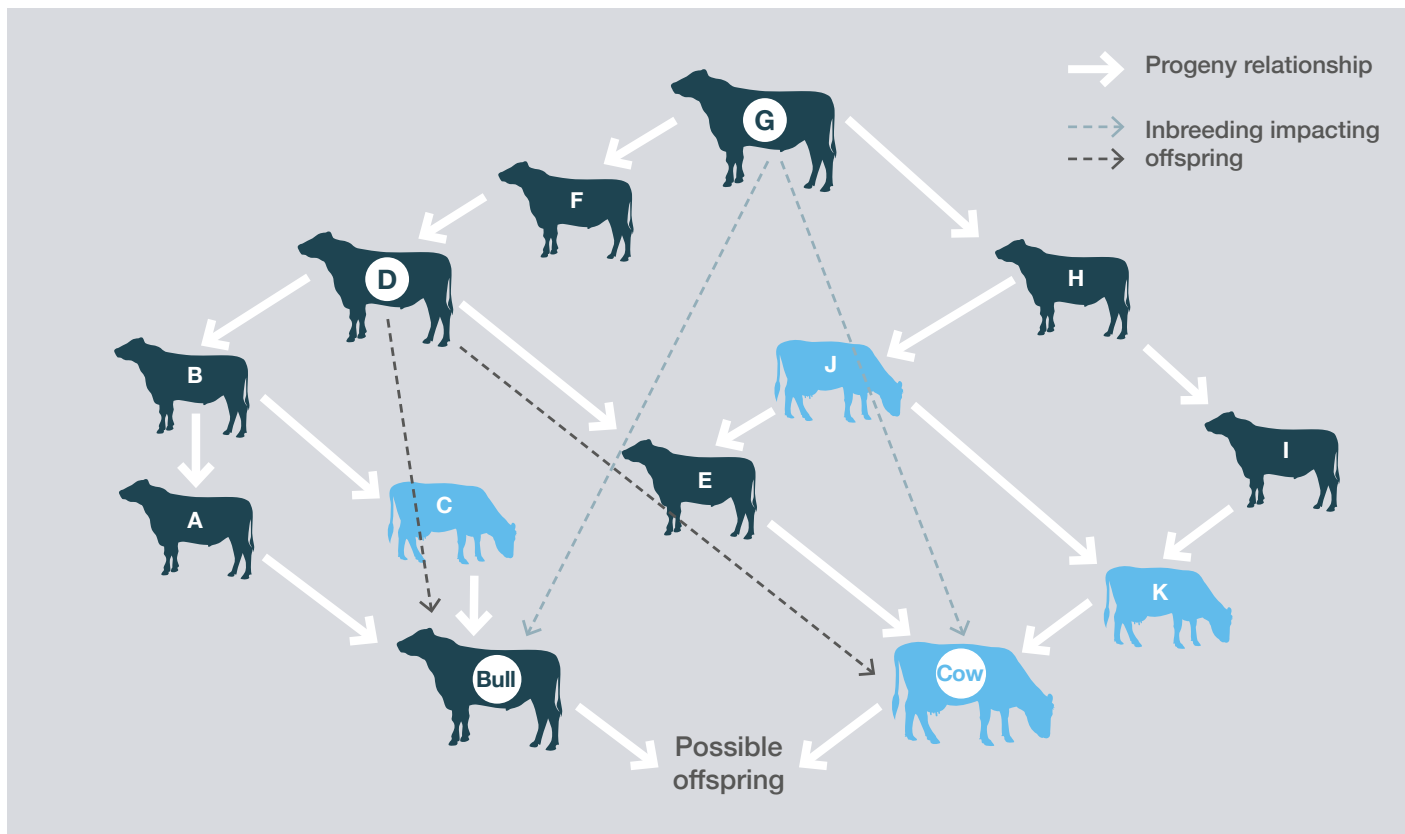 Progeny relationship
Inbreeding impacting
offspring
G
F
D
H
B
J
E
I
A
C
K
Bull
Cow
Possible
offspring